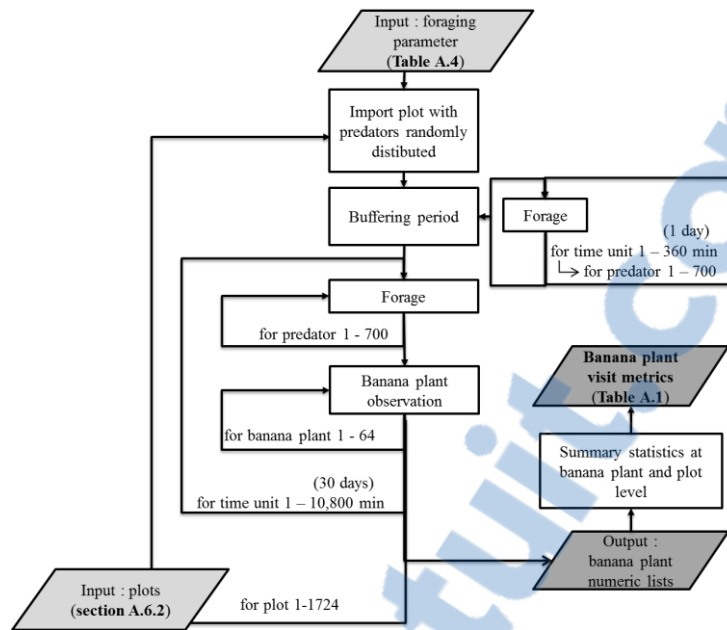 Input : foraging
parameter
(Table A.4)
Import plot with
predators randomly
distibuted
Buffering period
Forage
(1 day)
for time unit 1 – 360 min
for predator 1 – 700
Forage
for predator 1 - 700
Banana plant
observation
for banana plant 1 - 64
(30 days)
for time unit 1 – 10,800 min
Banana plant
visit metrics
(Table A.1)
Summary statistics at
banana plant and plot
level
Output :
banana plant
numeric lists
Input : plots
(section A.6.2)
for plot 1-1724
tuit.com